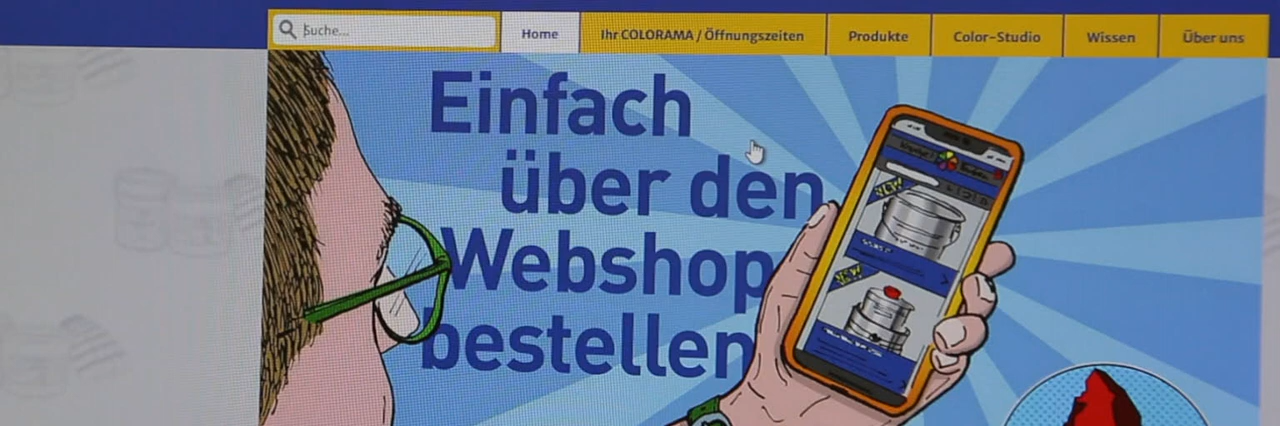 Suche...
Home
Ihr COLORAMA / Öffnungszeiten
Produkte
Color-Studio
Wissen
Über uns
Einfach
über den
Webshop
bestellen
NEW
NEW